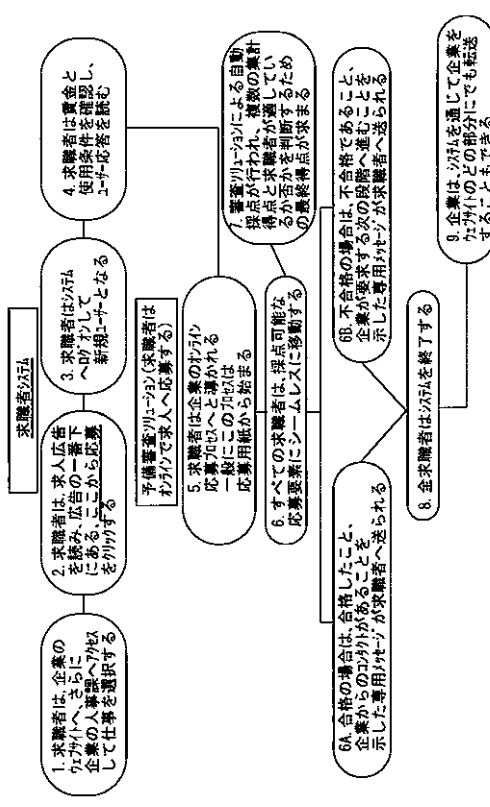 求職者システム
1. 求職者は、企業の
ウェブサイトへ、さらに
企業の人事課へアクセス
して仕事を選択する
2. 求職者は、求人広告
を読み、広告の一番下
にある、ここから応募
をクリックする
3. 求職者はシステム
へログオンして
新規ユーザーとなる
4. 求職者は賃金と
使用条件を確認し、
ユーザー応答を読む
予備審査ソリューション(求職者は
オンラインで求人へ応募する)
5. 求職者は企業のオンライン
応募プロセスへと導かれる
一般にこのプロセスは
応募用紙から始まる
6. すべての求職者は、採点可能な
応募要素にシームレスに移動する
7. 審査ソリューションによる自動
採点が行われ、複数の集計
得点と求職者が適してい
るか否かを判断するため
の最終得点が求まる
6A. 合格の場合は、合格したこと、
企業からのコンタクトがあることを
示した専用メッセージが求職者へ送られる
6B. 不合格の場合は、不合格であること、
企業が要求する次の段階へ進むことを
示した専用メッセージが求職者へ送られる
8. 全求職者はシステムを終了する
9. 企業は、システムを通じて企業を
ウェブサイトのどの部分にでも転送
することもできる